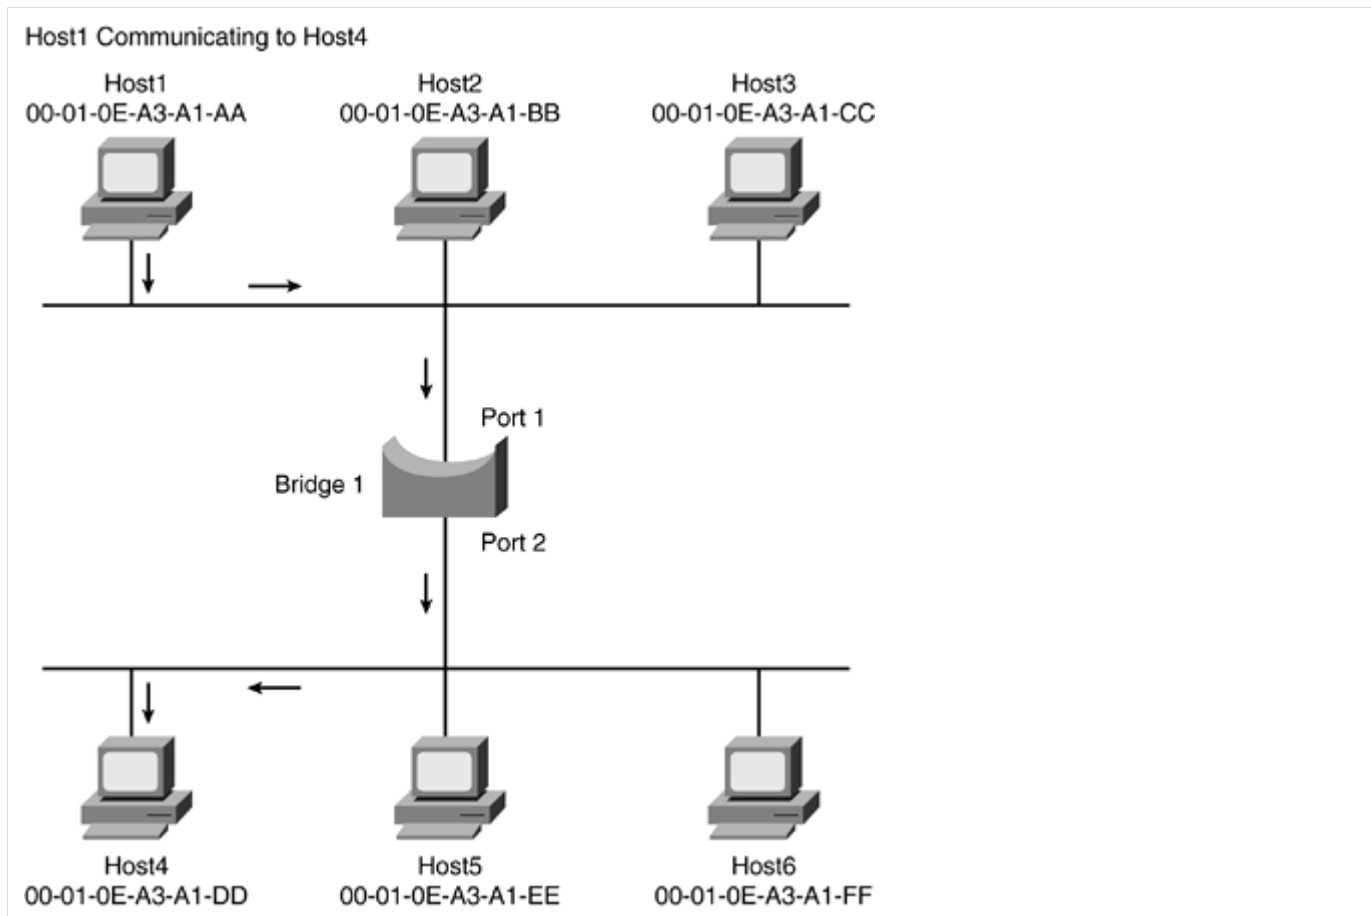 Host1 Communicating to Host4
Host1
00-01-0E-A3-A1-AA
Host2
00-01-0E-A3-A1-BB
Host3
00-01-0E-A3-A1-CC
Port 1
Bridge 1
Port 2
Host4
00-01-0E-A3-A1-DD
Host5
00-01-0E-A3-A1-EE
Host6
00-01-0E-A3-A1-FF